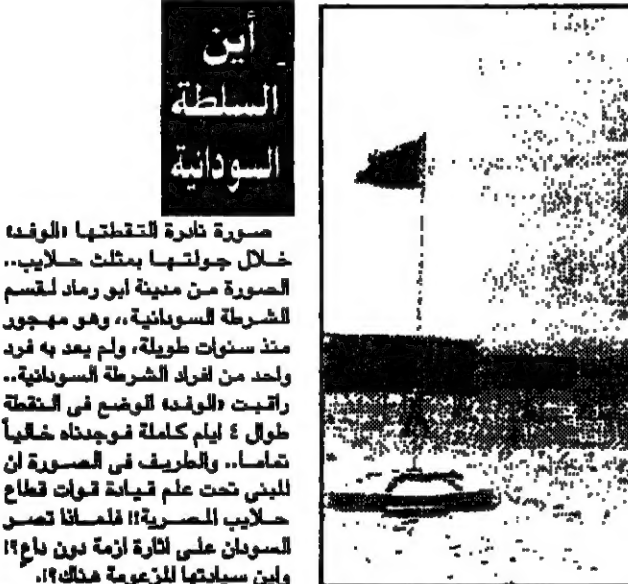 أين
السلطة
السودانية
صورة نادرة التقطتها «الوفد»
خلال جولتها بمثلث حلايب..
الصورة من مدينة ابو رماد لقسم
الشرطة السودانية،، وهو مهجور
منذ سنوات طويلة، ولم يعد به فرد
واحد من افراد الشرطة السودانية..
راقبت «الوفد» الوضع فى النقطة
طوال ٤ ايام كاملة فوجدناه خالياً
تماما.. والطريف فى الصورة ان
المبنى تحت علم قيادة قوات قطاع
حلايب المصرية!! فلماذا تصر
السودان على اثارة ازمة دون داع؟!
واين سيادتها المزعومة هناك؟!.